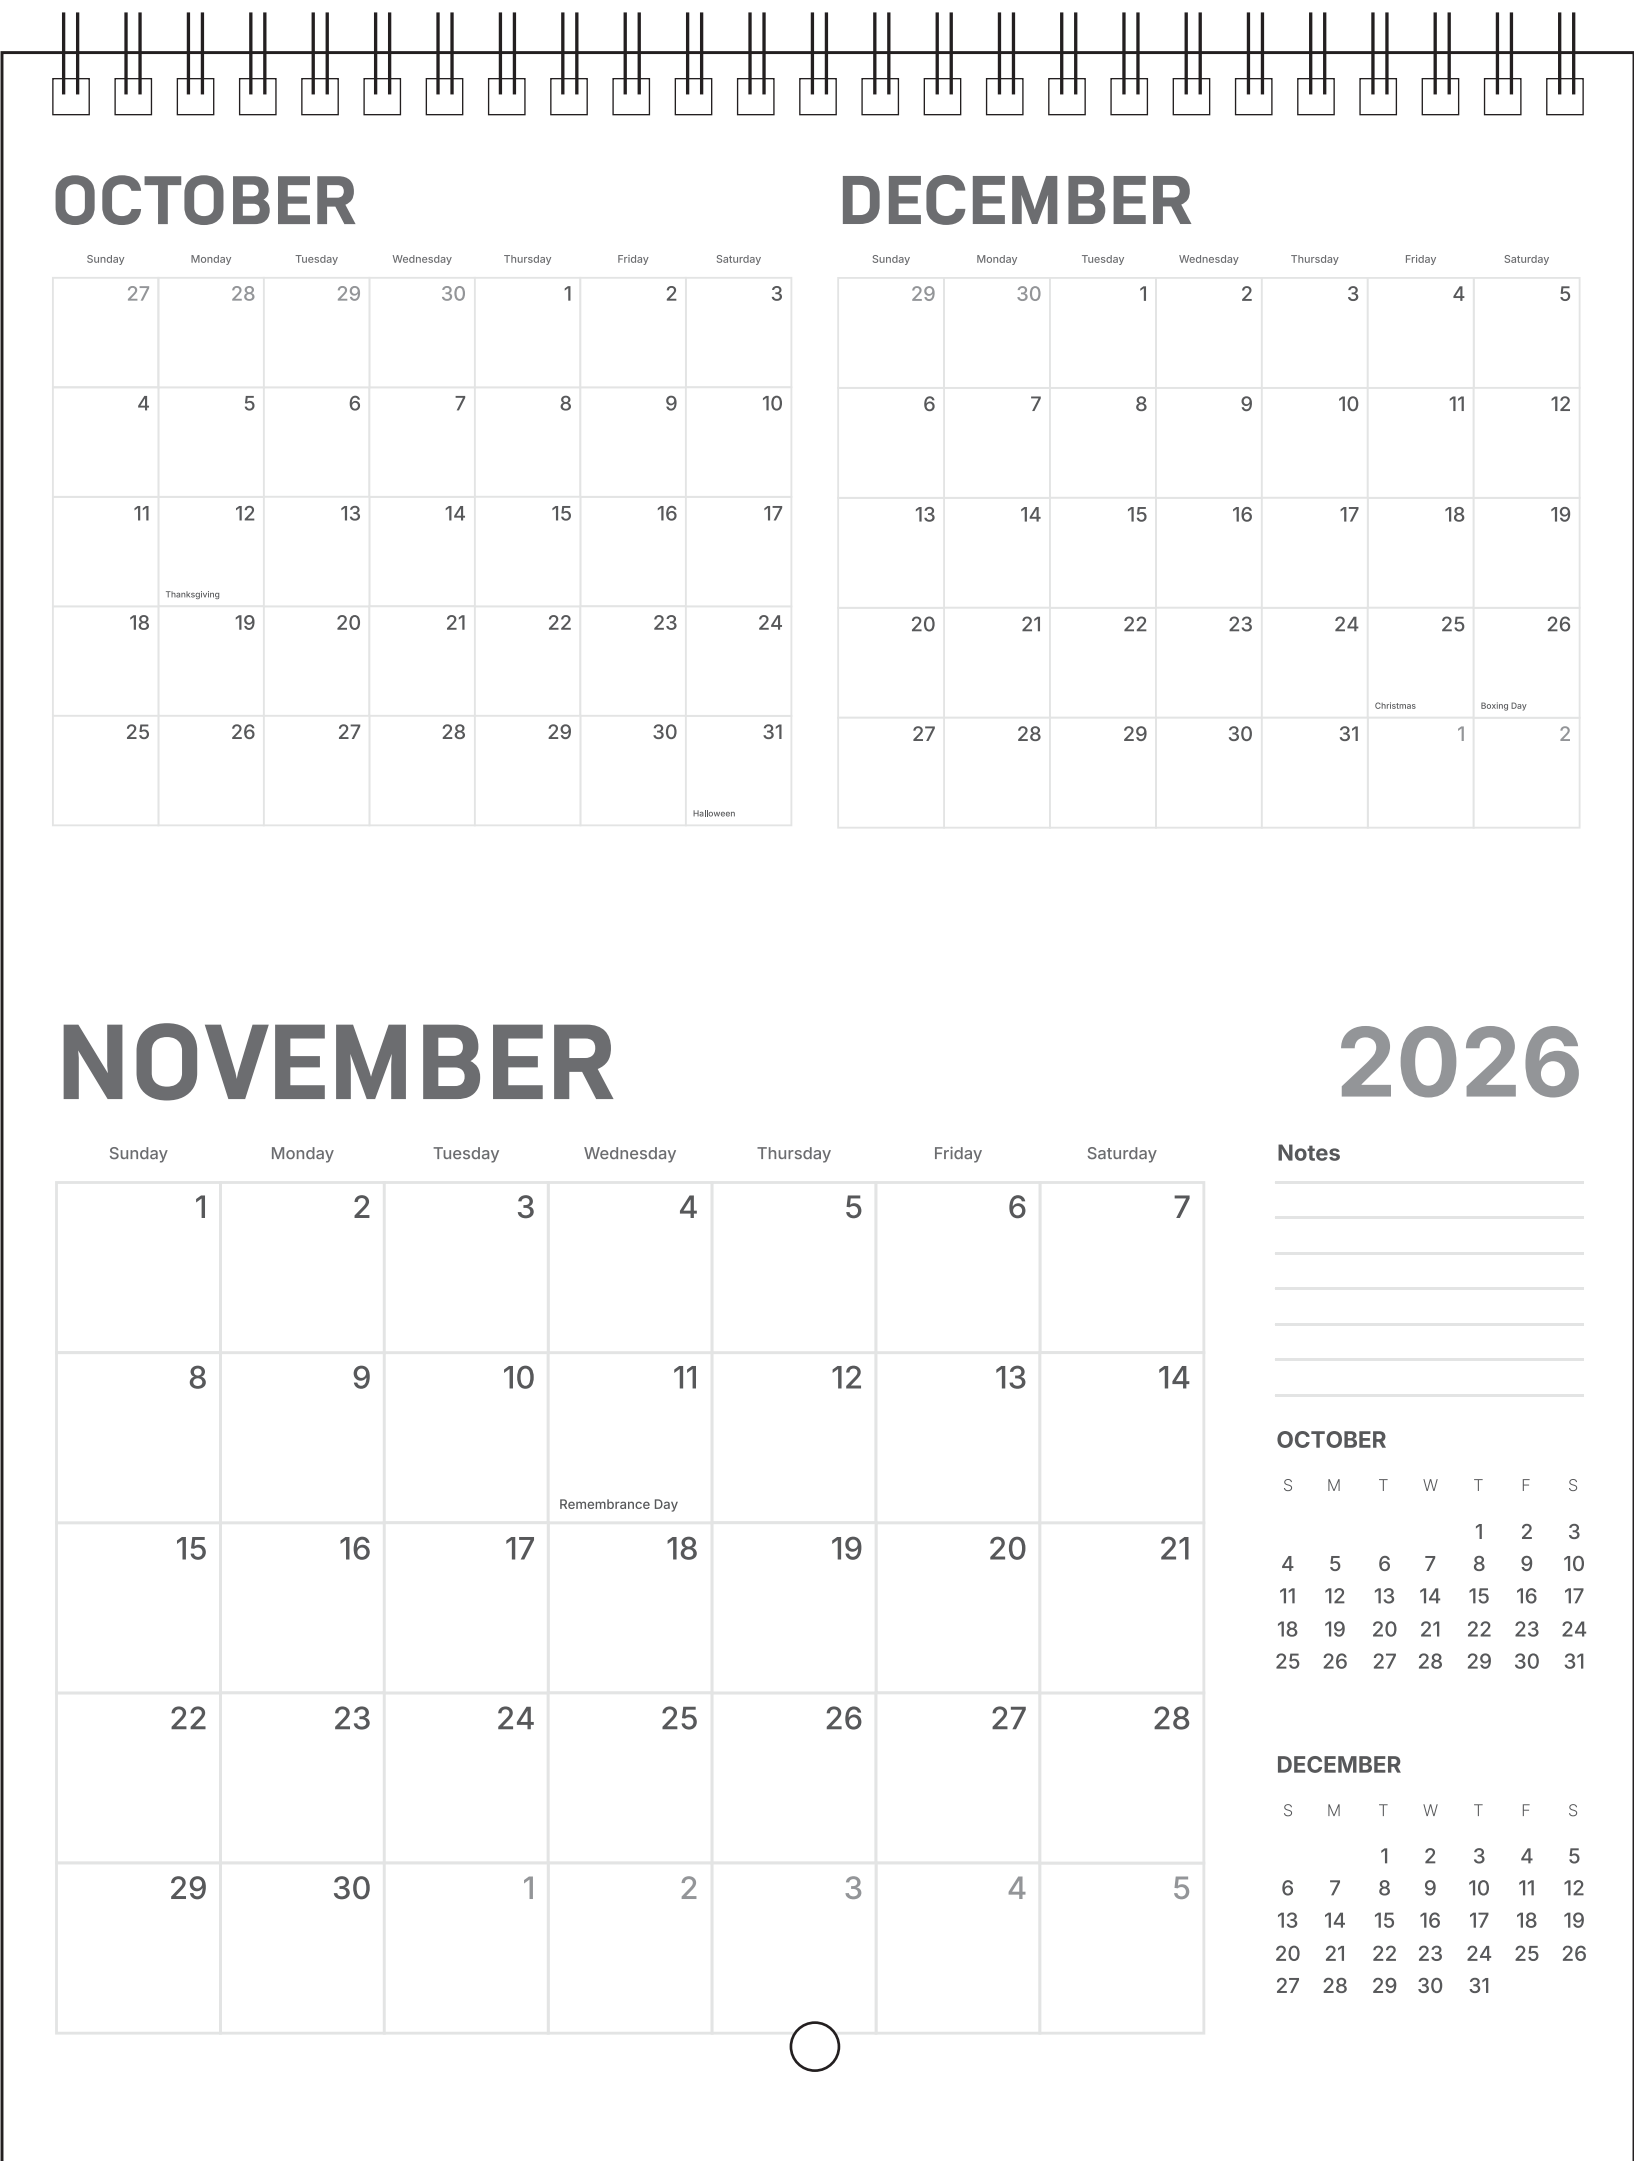 OCTOBER
Sunday Monday Tuesday Wednesday Thursday Friday Saturday
27 28 29 30 1 2 3
4 5 6 7 8 9 10
11 12 13 14 15 16 17
Thanksgiving
18 19 20 21 22 23 24
25 26 27 28 29 30 31
Halloween
DECEMBER
Sunday Monday Tuesday Wednesday Thursday Friday Saturday
29 30 1 2 3 4 5
6 7 8 9 10 11 12
13 14 15 16 17 18 19
20 21 22 23 24 25 26
Christmas Boxing Day
27 28 29 30 31 1 2
NOVEMBER
2026
Sunday Monday Tuesday Wednesday Thursday Friday Saturday
1 2 3 4 5 6 7
8 9 10 11 12 13 14
Remembrance Day
15 16 17 18 19 20 21
22 23 24 25 26 27 28
29 30 1 2 3 4 5
Notes
OCTOBER
S M T W T F S
1 2 3
4 5 6 7 8 9 10
11 12 13 14 15 16 17
18 19 20 21 22 23 24
25 26 27 28 29 30 31
DECEMBER
S M T W T F S
1 2 3 4 5
6 7 8 9 10 11 12
13 14 15 16 17 18 19
20 21 22 23 24 25 26
27 28 29 30 31